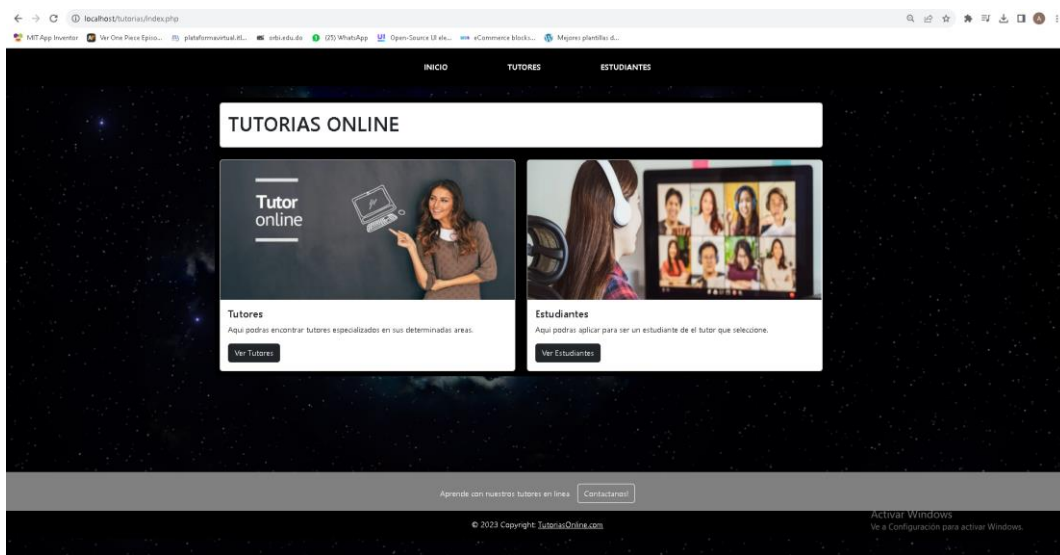 localhost/tutorias/index.php
MIT App Inventor Ver One Piece Episo... plataformavirtual.itl... orbi.edu.do (25) WhatsApp Open-Source UI ele... eCommerce blocks... Mejores plantillas d...
INICIO TUTORES ESTUDIANTES
TUTORIAS ONLINE
Tutor
online
Tutores
Aqui podras encontrar tutores especializados en sus determinadas areas.
Ver Tutores
Estudiantes
Aqui podras aplicar para ser un estudiante de el tutor que seleccione.
Ver Estudiantes
Aprende con nuestros tutores en linea Contactanos!
© 2023 Copyright: TutoriasOnline.com
Activar Windows
Ve a Configuración para activar Windows.